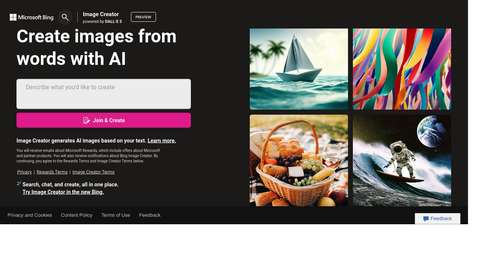 Microsoft Bing
Image Creator
powered by DALL·E 3
PREVIEW
Create images from
words with AI
Describe what you'd like to create
Join & Create
Image Creator generates AI images based on your text. Learn more.
You will receive emails about Microsoft Rewards, which include offers about Microsoft
and partner products. You will also receive notifications about Bing Image Creator. By
continuing, you agree to the Rewards Terms and Image Creator Terms below.
Privacy | Rewards Terms | Image Creator Terms
Search, chat, and create, all in one place.
Try Image Creator in the new Bing.
Privacy and Cookies Content Policy Terms of Use Feedback
Feedback